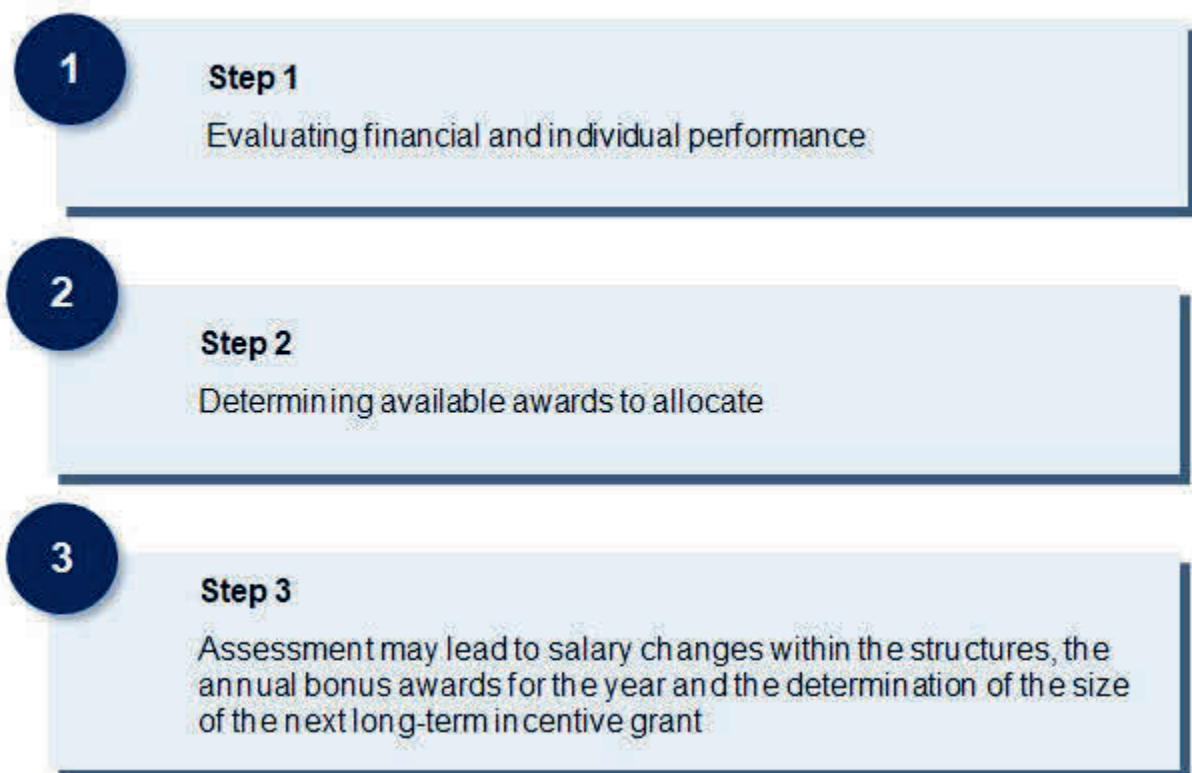 1
Step 1
Evaluating financial and individual performance
2
Step 2
Determining available awards to allocate
3
Step 3
Assessment may lead to salary changes within the structures, the
annual bonus awards for the year and the determination of the size
of the next long-term incentive grant